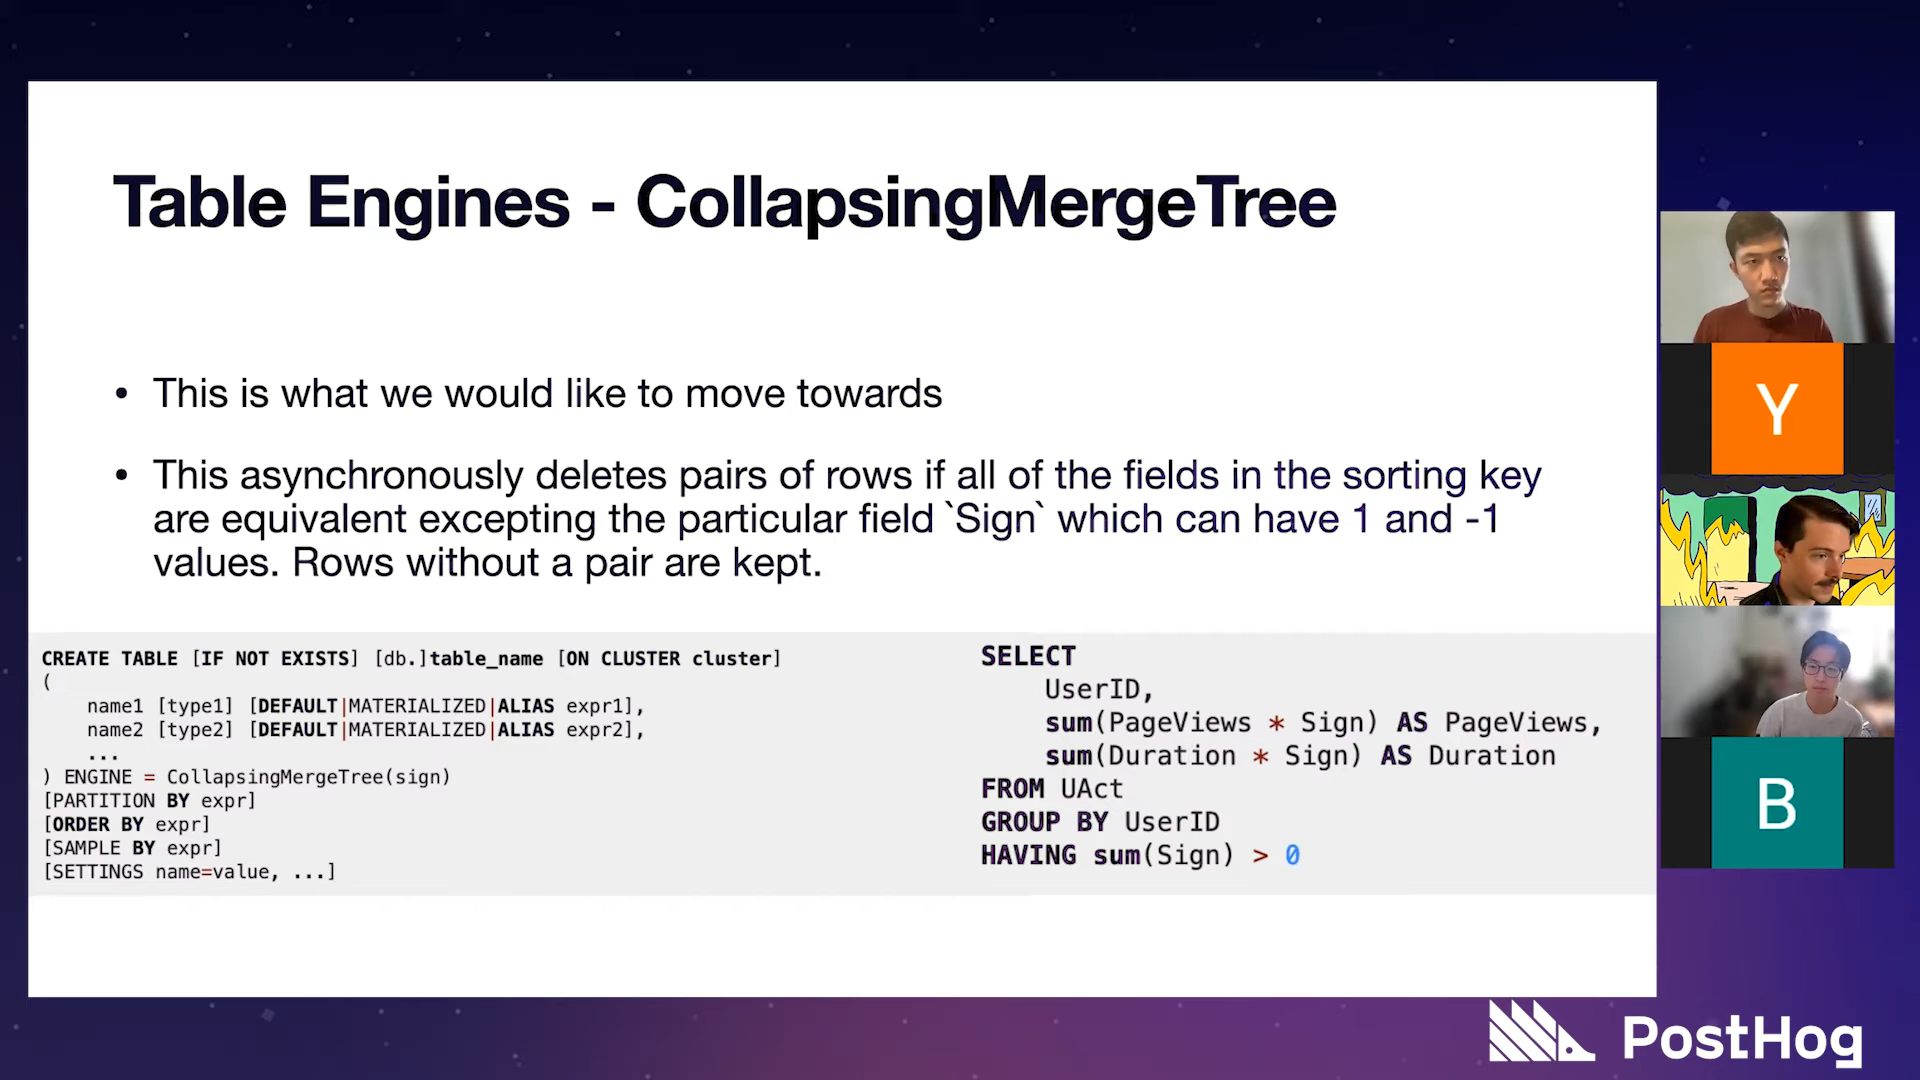 Table Engines - CollapsingMergeTree
• This is what we would like to move towards
• This asynchronously deletes pairs of rows if all of the fields in the sorting key
are equivalent excepting the particular field `Sign` which can have 1 and -1
values. Rows without a pair are kept.
CREATE TABLE [IF NOT EXISTS] [db.]table_name [ON CLUSTER cluster]
(
    name1 [type1] [DEFAULT|MATERIALIZED|ALIAS expr1],
    name2 [type2] [DEFAULT|MATERIALIZED|ALIAS expr2],
    ...
) ENGINE = CollapsingMergeTree(sign)
[PARTITION BY expr]
[ORDER BY expr]
[SAMPLE BY expr]
[SETTINGS name=value, ...]
SELECT
    UserID,
    sum(PageViews * Sign) AS PageViews,
    sum(Duration * Sign) AS Duration
FROM UAct
GROUP BY UserID
HAVING sum(Sign) > 0
Y
B
PostHog